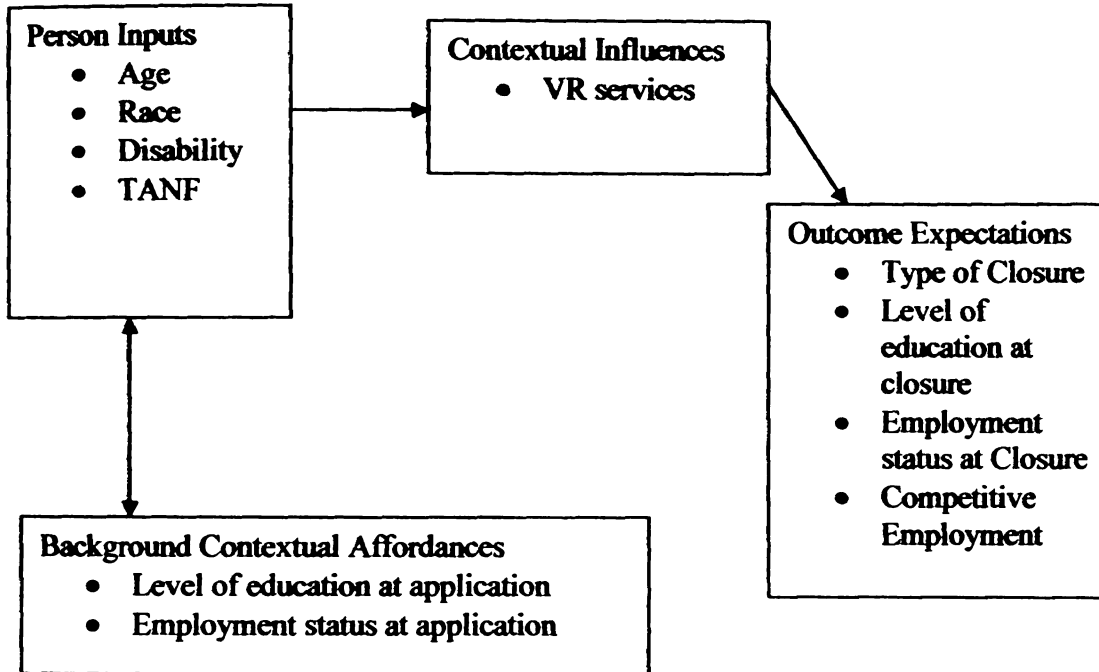 Person Inputs
• Age
• Race
• Disability
• TANF
Contextual Influences
• VR services
Outcome Expectations
• Type of Closure
• Level of
education at
closure
• Employment
status at Closure
• Competitive
Employment
Background Contextual Affordances
• Level of education at application
• Employment status at application